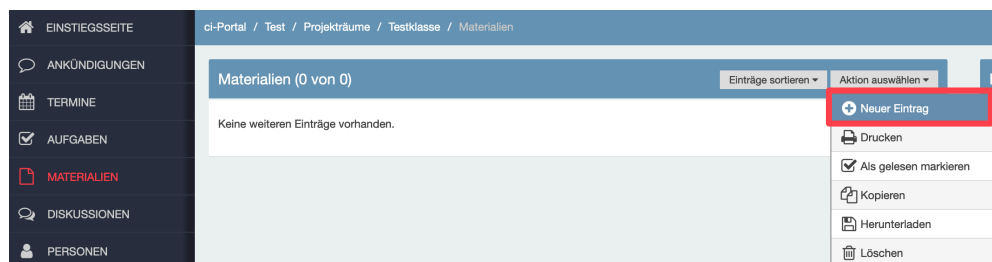 EINSTIEGSSEITE
ANKÜNDIGUNGEN
TERMINE
AUFGABEN
MATERIALIEN
DISKUSSIONEN
PERSONEN
ci-Portal / Test / Projekträume / Testklasse / Materialien
Materialien (0 von 0)
Einträge sortieren
Aktion auswählen
Keine weiteren Einträge vorhanden.
Neuer Eintrag
Drucken
Als gelesen markieren
Kopieren
Herunterladen
Löschen